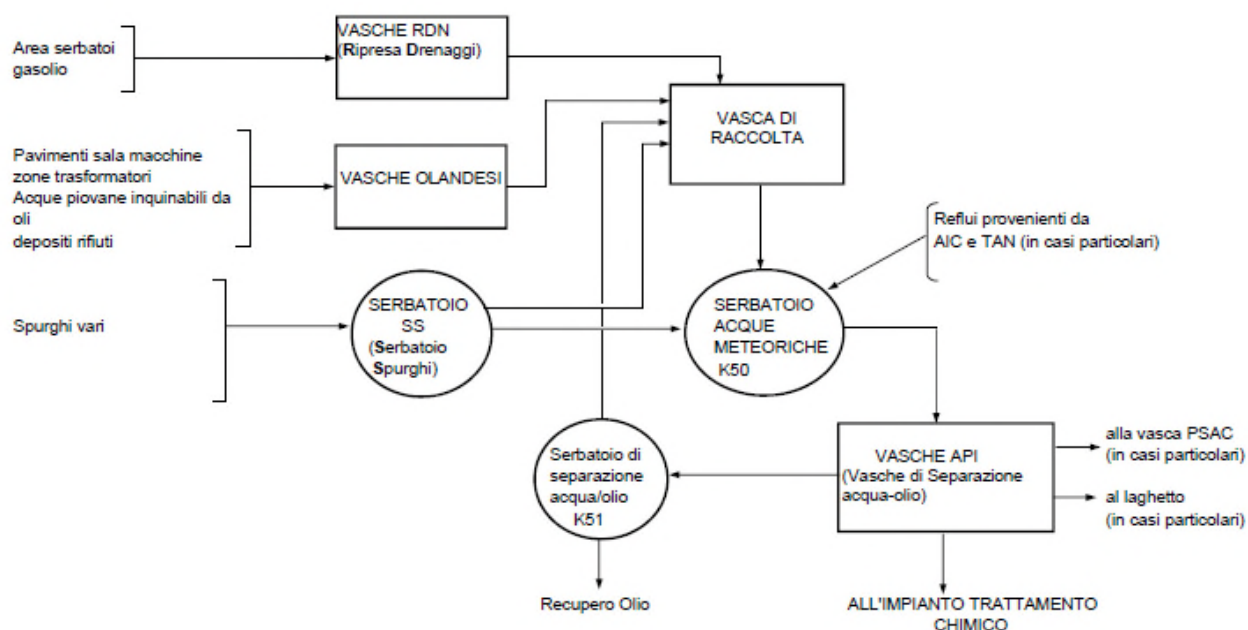 Area serbatoi
gasolio
VASCHE RDN
(Ripresa Drenaggi)
VASCA DI
RACCOLTA
Pavimenti sala macchine
zone trasformatori
Acque piovane inquinabili da
oli
depositi rifiuti
VASCHE OLANDESI
Reflui provenienti da
AIC e TAN (in casi particolari)
Spurghi vari
SERBATOIO
SS
(Serbatoio
Spurghi)
SERBATOIO
ACQUE
METEORICHE
K50
Serbatoio di
separazione
acqua/olio
K51
VASCHE API
(Vasche di Separazione
acqua-olio)
alla vasca PSAC
(in casi particolari)
al laghetto
(in casi particolari)
Recupero Olio
ALL'IMPIANTO TRATTAMENTO
CHIMICO